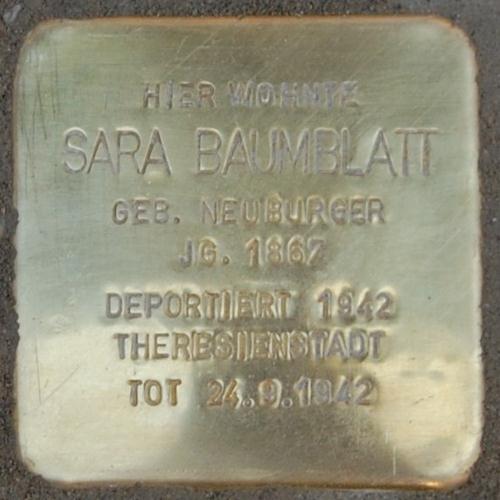 HIER WOHNTE
SARA BAUMBLATT
GEB. NEUBURGER
JG. 1867
DEPORTIERT 1942
THERESIENSTADT
TOT 24.9.1942